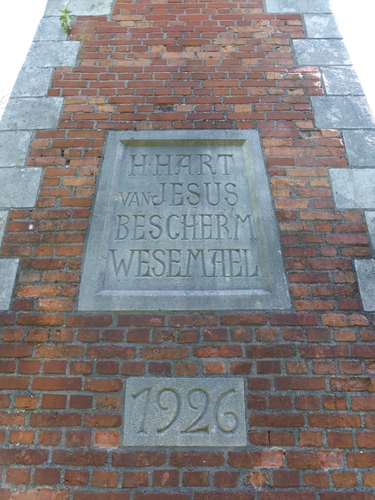 H. HART
VAN JESUS
BESCHERM
WESEMAEL
1926